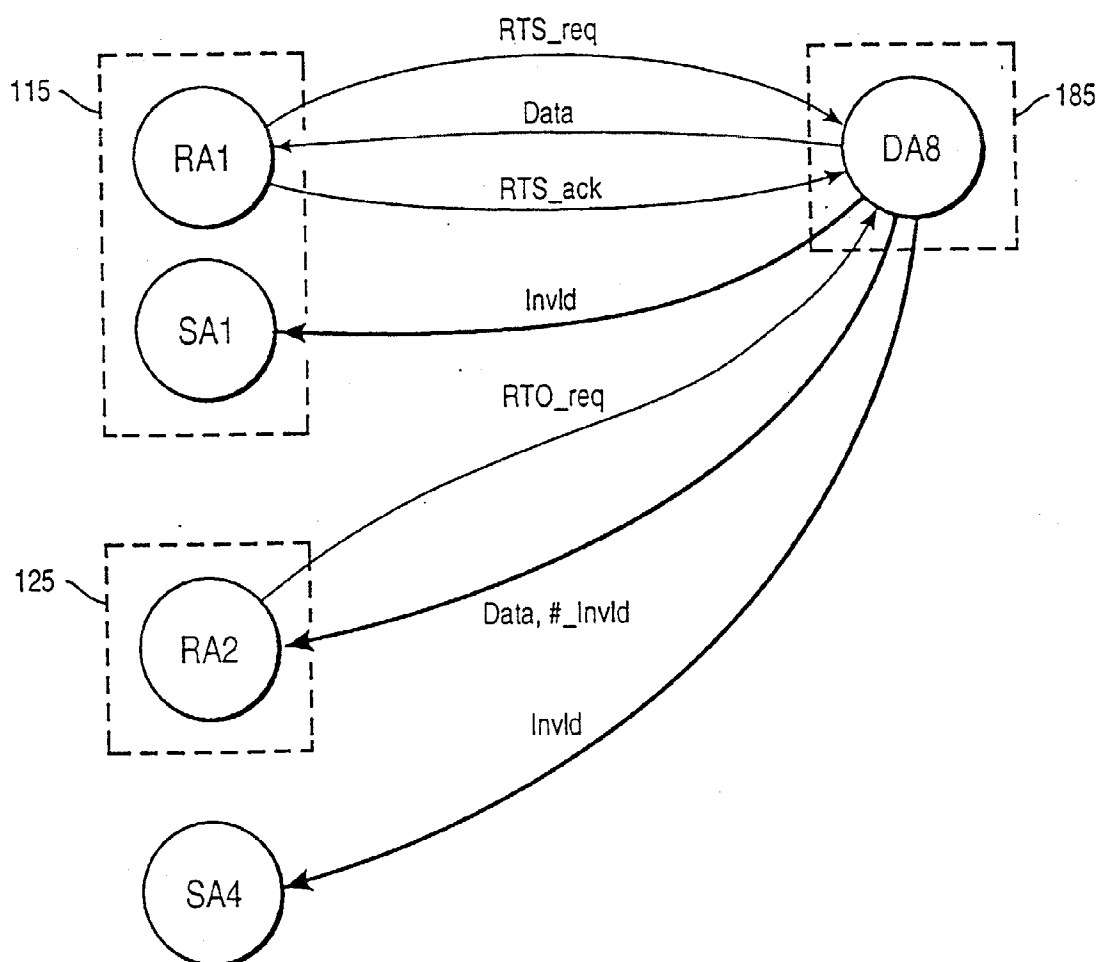 RTS_req
115
185
Data
RA1
DA8
RTS_ack
Invld
SA1
RTO_req
125
Data, #_Invld
RA2
Invld
SA4